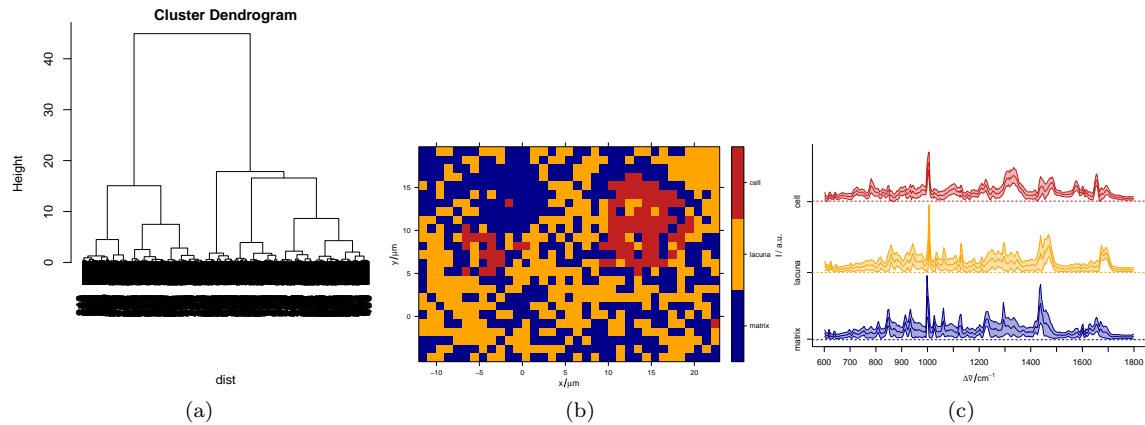 Cluster Dendrogram
Height
0
10
20
30
40
dist
(a)
y/μm
0
5
10
15
−10
−5
0
5
10
15
20
x/μm
cell
lacuna
matrix
(b)
I / a.u.
cell
lacuna
matrix
600
800
1000
1200
1400
1600
1800
Δν̃/cm⁻¹
(c)